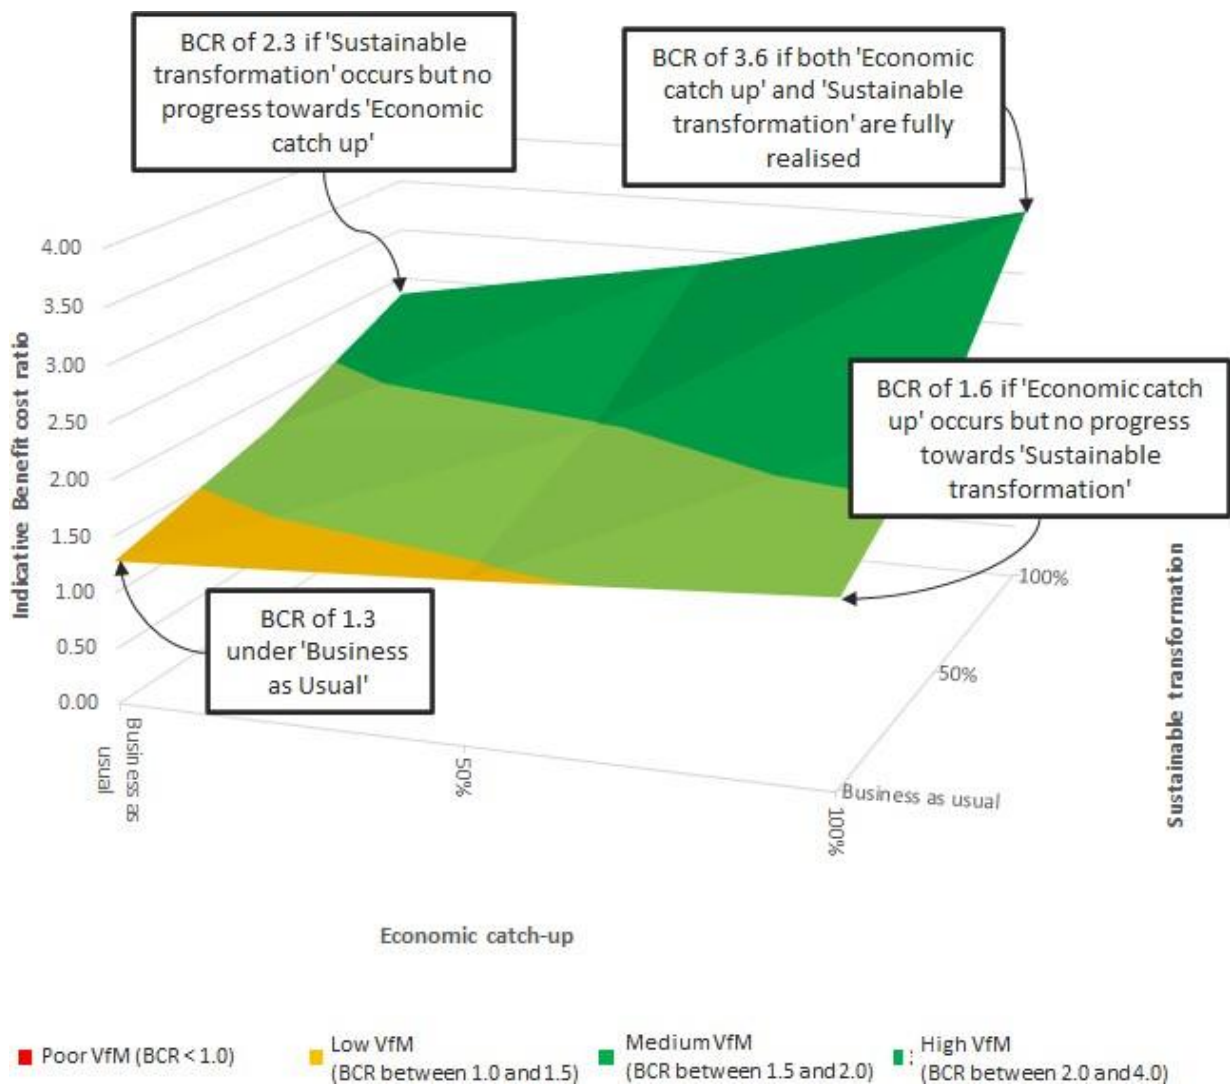 BCR of 2.3 if 'Sustainable
transformation' occurs but no
progress towards 'Economic
catch up'
BCR of 3.6 if both 'Economic
catch up' and 'Sustainable
transformation' are fully
realised
4.00
3.50
3.00
2.50
2.00
1.50
1.00
0.50
0.00
Indicative Benefit cost ratio
BCR of 1.6 if 'Economic catch
up' occurs but no progress
towards 'Sustainable
transformation'
BCR of 1.3
under 'Business
as Usual'
100%
50%
Business as usual
Sustainable transformation
Business as
usual
50%
100%
Economic catch-up
Poor VfM (BCR < 1.0)
Low VfM
(BCR between 1.0 and 1.5)
Medium VfM
(BCR between 1.5 and 2.0)
High VfM
(BCR between 2.0 and 4.0)